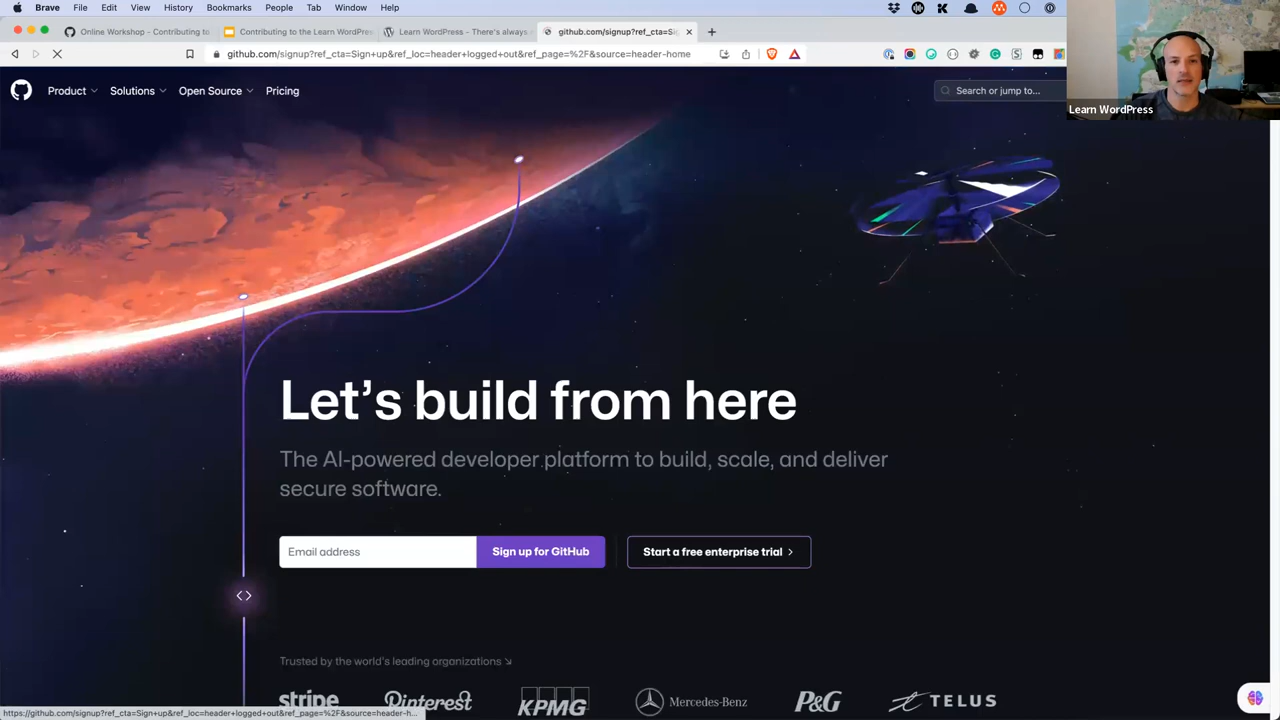 Brave File Edit View History Bookmarks People Tab Window Help
Online Workshop - Contributing to
Contributing to the Learn WordPres
Learn WordPress - There's always
github.com/signup?ref_cta=Sig
github.com/signup?ref_cta=Sign+up&ref_loc=header+logged+out&ref_page=%2F&source=header-home
Product Solutions Open Source Pricing
Search or jump to...
Learn WordPress
Let's build from here
The AI-powered developer platform to build, scale, and deliver
secure software.
Email address
Sign up for GitHub
Start a free enterprise trial
Trusted by the world's leading organizations
stripe Pinterest KPMG Mercedes-Benz P&G TELUS
https://github.com/signup?ref_cta=Sign+up&ref_loc=header+logged+out&ref_page=%2F&source=header-h...